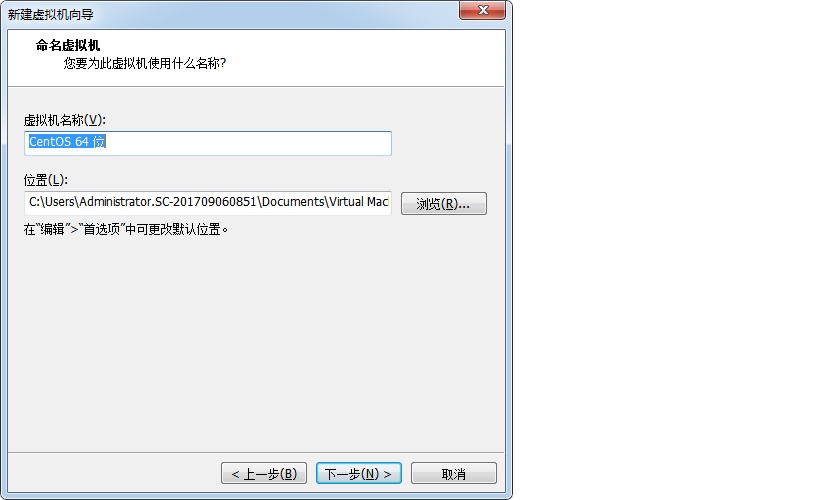 新建虚拟机向导
命名虚拟机
您要为此虚拟机使用什么名称?
虚拟机名称(V):
CentOS 64 位
位置(L):
C:\Users\Administrator.SC-201709060851\Documents\Virtual Mac
浏览(R)...
在“编辑”>“首选项”中可更改默认位置。
< 上一步(B) 下一步(N) > 取消